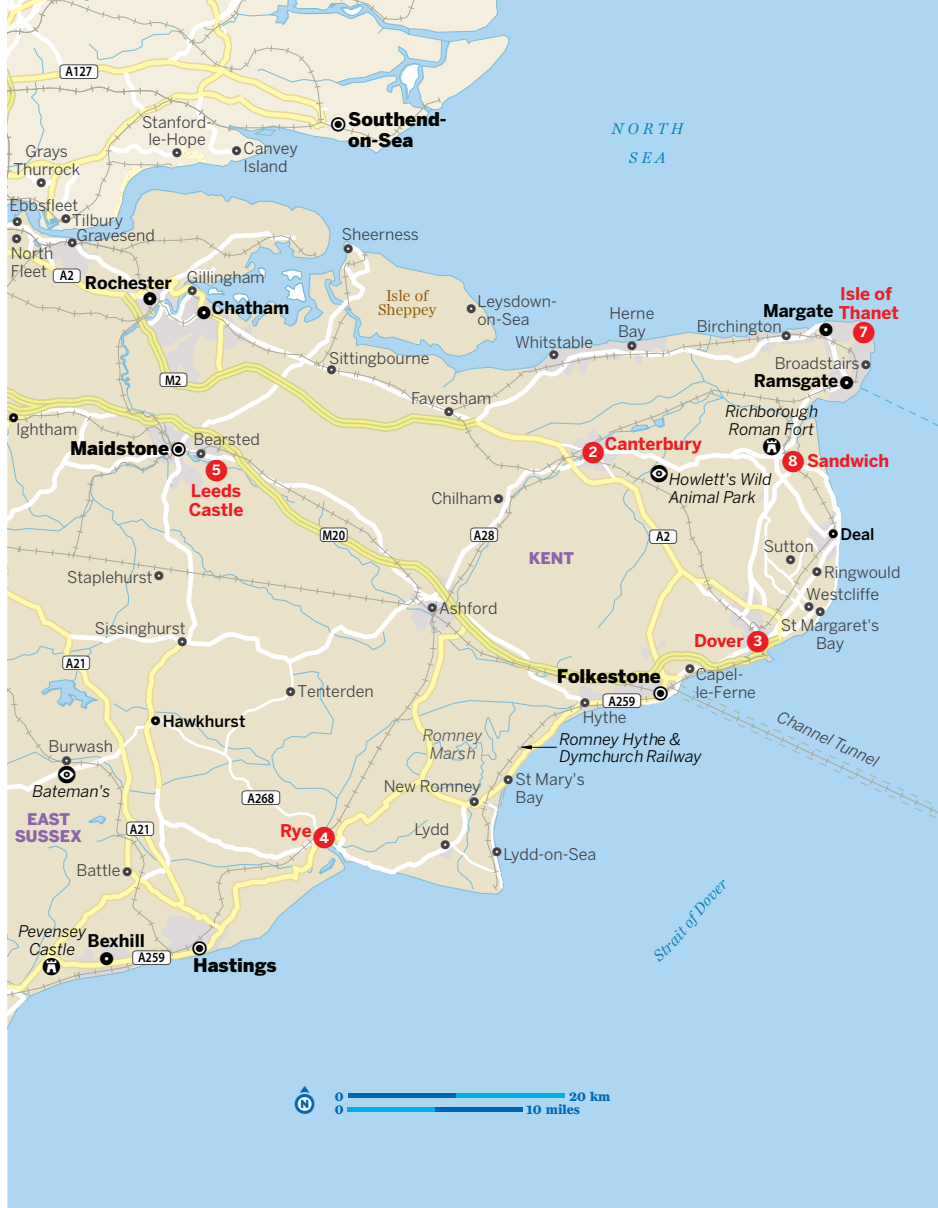 A127
Southend-
on-Sea
NORTH
SEA
Stanford-
le-Hope
Canvey
Island
Grays
Thurrock
Ebbsfleet
Tilbury
Gravesend
North
Fleet
A2
Rochester
Gillingham
Chatham
Sheerness
Isle of
Sheppey
Leysdown-
on-Sea
Herne
Bay
Whitstable
Birchington
Margate
Isle of
Thanet
7
Broadstairs
Ramsgate
Sittingbourne
M2
Faversham
Richborough
Roman Fort
Ightham
Maidstone
Bearsted
5
Leeds
Castle
2
Canterbury
8
Sandwich
Howlett's Wild
Animal Park
Chilham
M20
A28
KENT
A2
Deal
Sutton
Ringwould
Westcliffe
St Margaret's
Bay
Staplehurst
Ashford
Sissinghurst
Dover
3
A21
Folkestone
Capel-
le-Ferne
Tenterden
A259
Hythe
Hawkhurst
Channel Tunnel
Romney
Marsh
Romney Hythe &
Dymchurch Railway
Burwash
Bateman's
New Romney
St Mary's
Bay
A268
EAST
SUSSEX
A21
Rye
4
Lydd
Lydd-on-Sea
Battle
Strait of Dover
Pevensey
Castle
Bexhill
A259
Hastings
N
0
20 km
0
10 miles